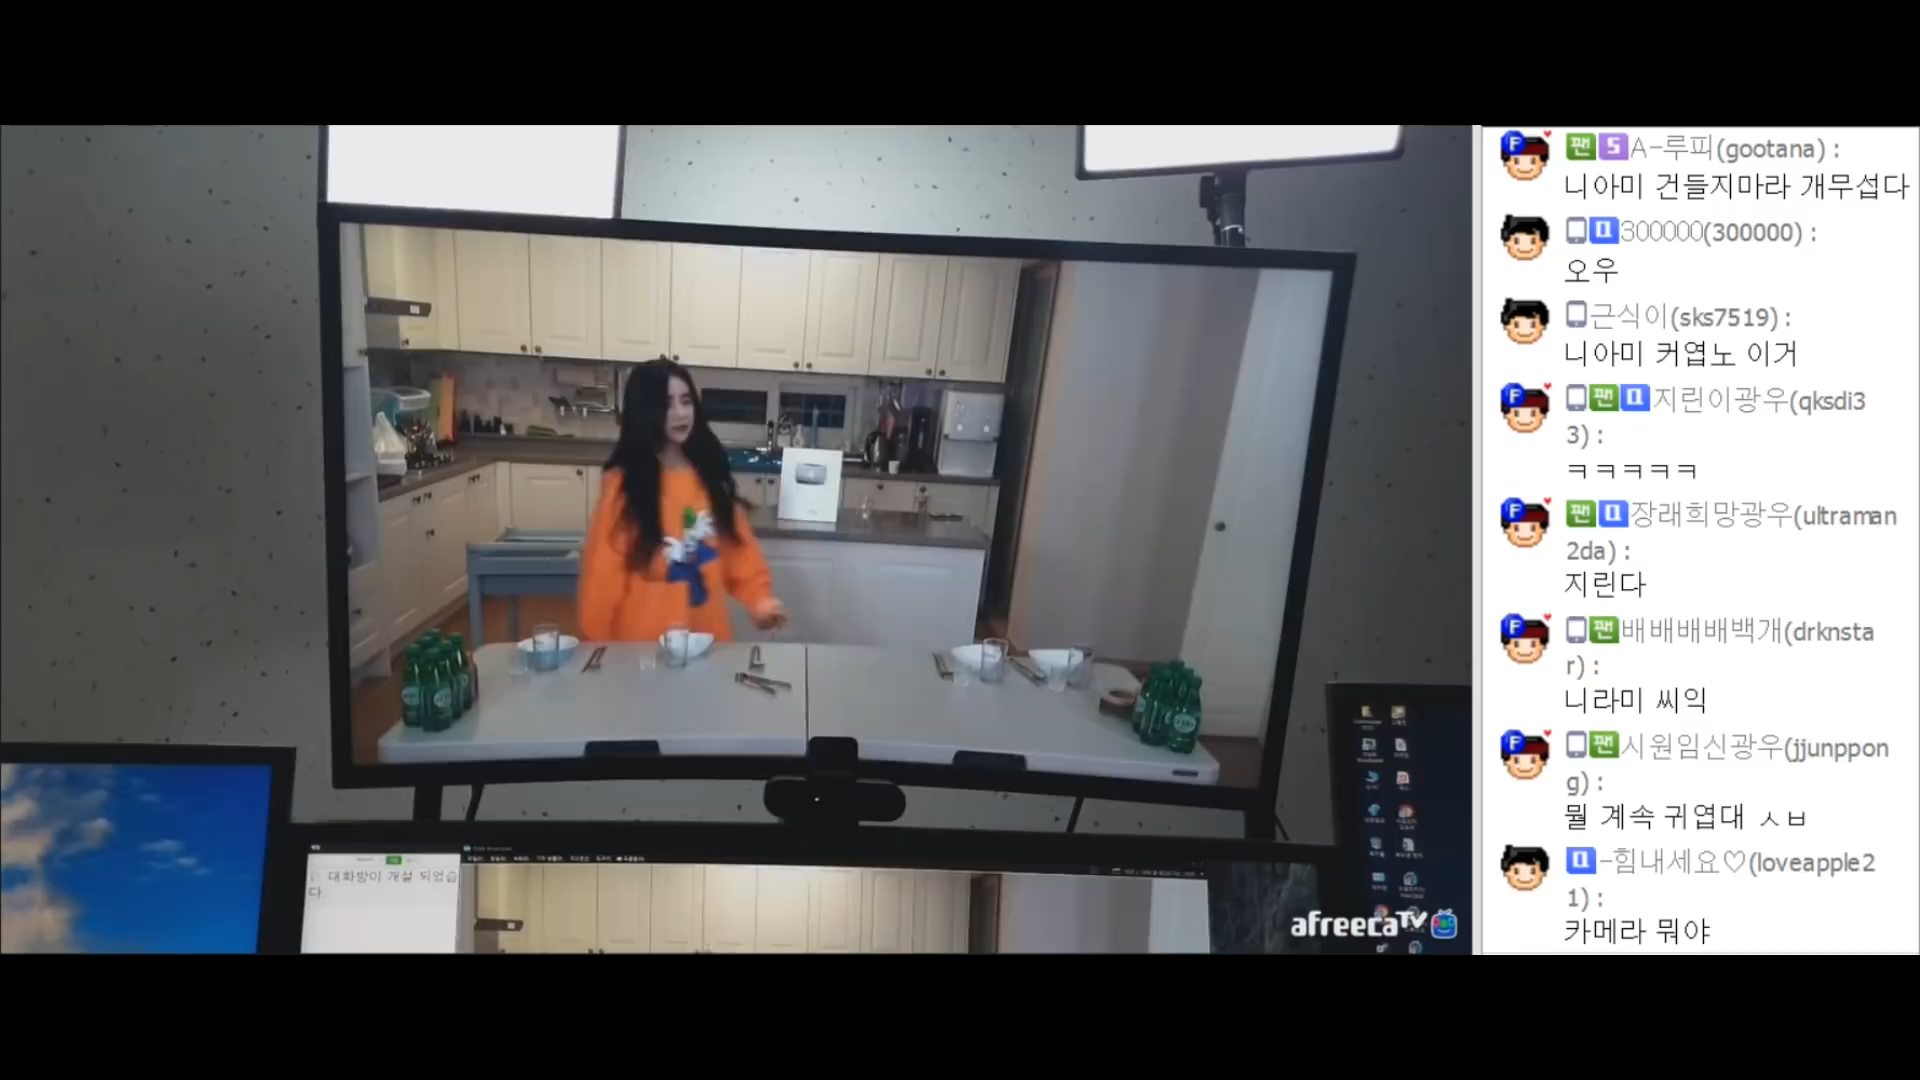 팬 S A-루피(gootana) :
니아미 건들지마라 개무섭다
300000(300000) :
오우
근식이(sks7519) :
니아미 커엽노 이거
팬 지린이광우(qksdi3
3) :
ㅋㅋㅋㅋㅋ
팬 장래희망광우(ultraman
2da) :
지린다
팬 배배배배백개(drknsta
r) :
니라미 씨익
팬 시원임신광우(jjunppon
g) :
뭘 계속 귀엽대 ㅅㅂ
-힘내세요♡(loveapple2
1) :
카메라 뭐야
대화방이 개설 되었습
다
afreecaTV